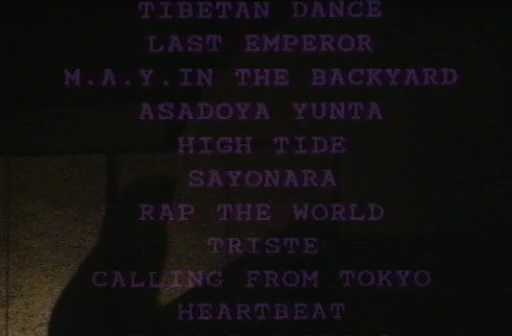 TIBETAN DANCE
LAST EMPEROR
M.A.Y.IN THE BACKYARD
ASADOYA YUNTA
HIGH TIDE
SAYONARA
RAP THE WORLD
TRISTE
CALLING FROM TOKYO
HEARTBEAT